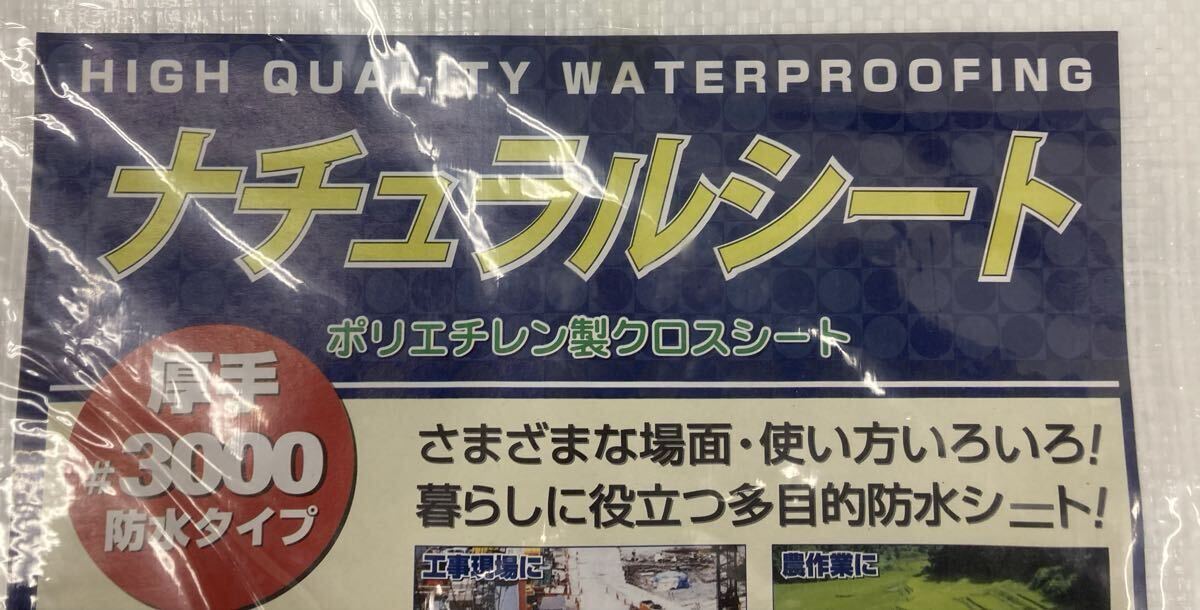 HIGH QUALITY WATERPROOFING
ナチュラルシート
ポリエチレン製クロスシート
厚手
#3000
防水タイプ
さまざまな場面・使い方いろいろ!
暮らしに役立つ多目的防水シート!
工事現場に
農作業に